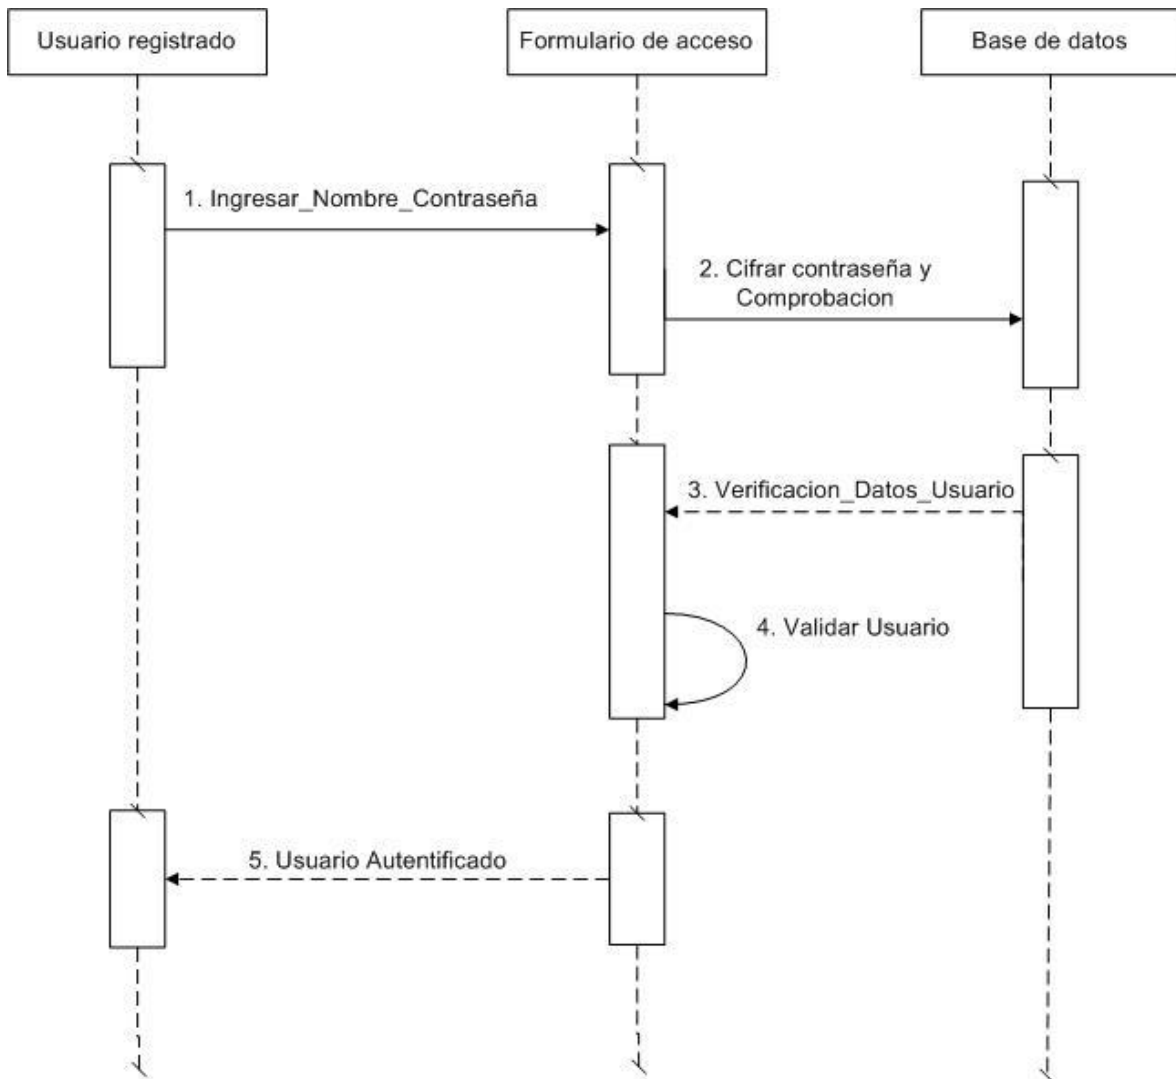 Usuario registrado
Formulario de acceso
Base de datos
1. Ingresar_Nombre_Contraseña
2. Cifrar contraseña y
Comprobacion
3. Verificacion_Datos_Usuario
4. Validar Usuario
5. Usuario Autentificado